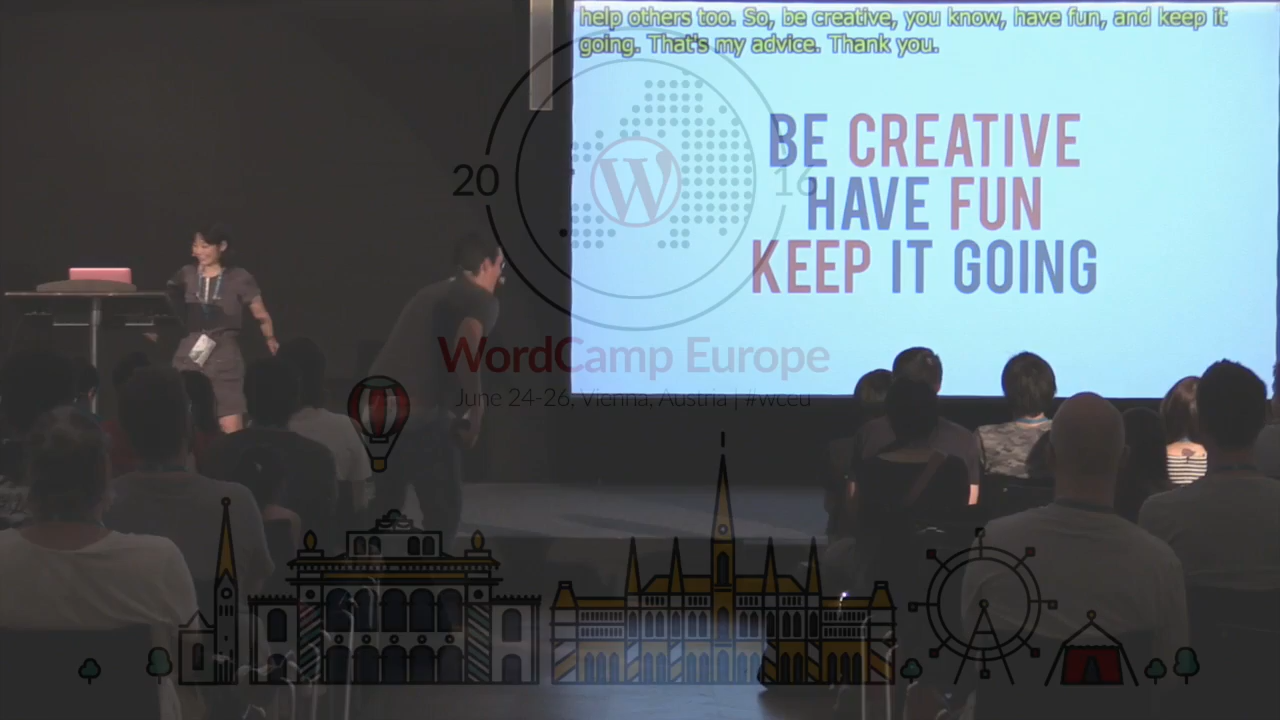 help others too. So, be creative, you know, have fun, and keep it
going. That's my advice. Thank you.
BE CREATIVE
HAVE FUN
KEEP IT GOING
20 16
W
WordCamp Europe
June 24-26, Vienna, Austria | #wceu